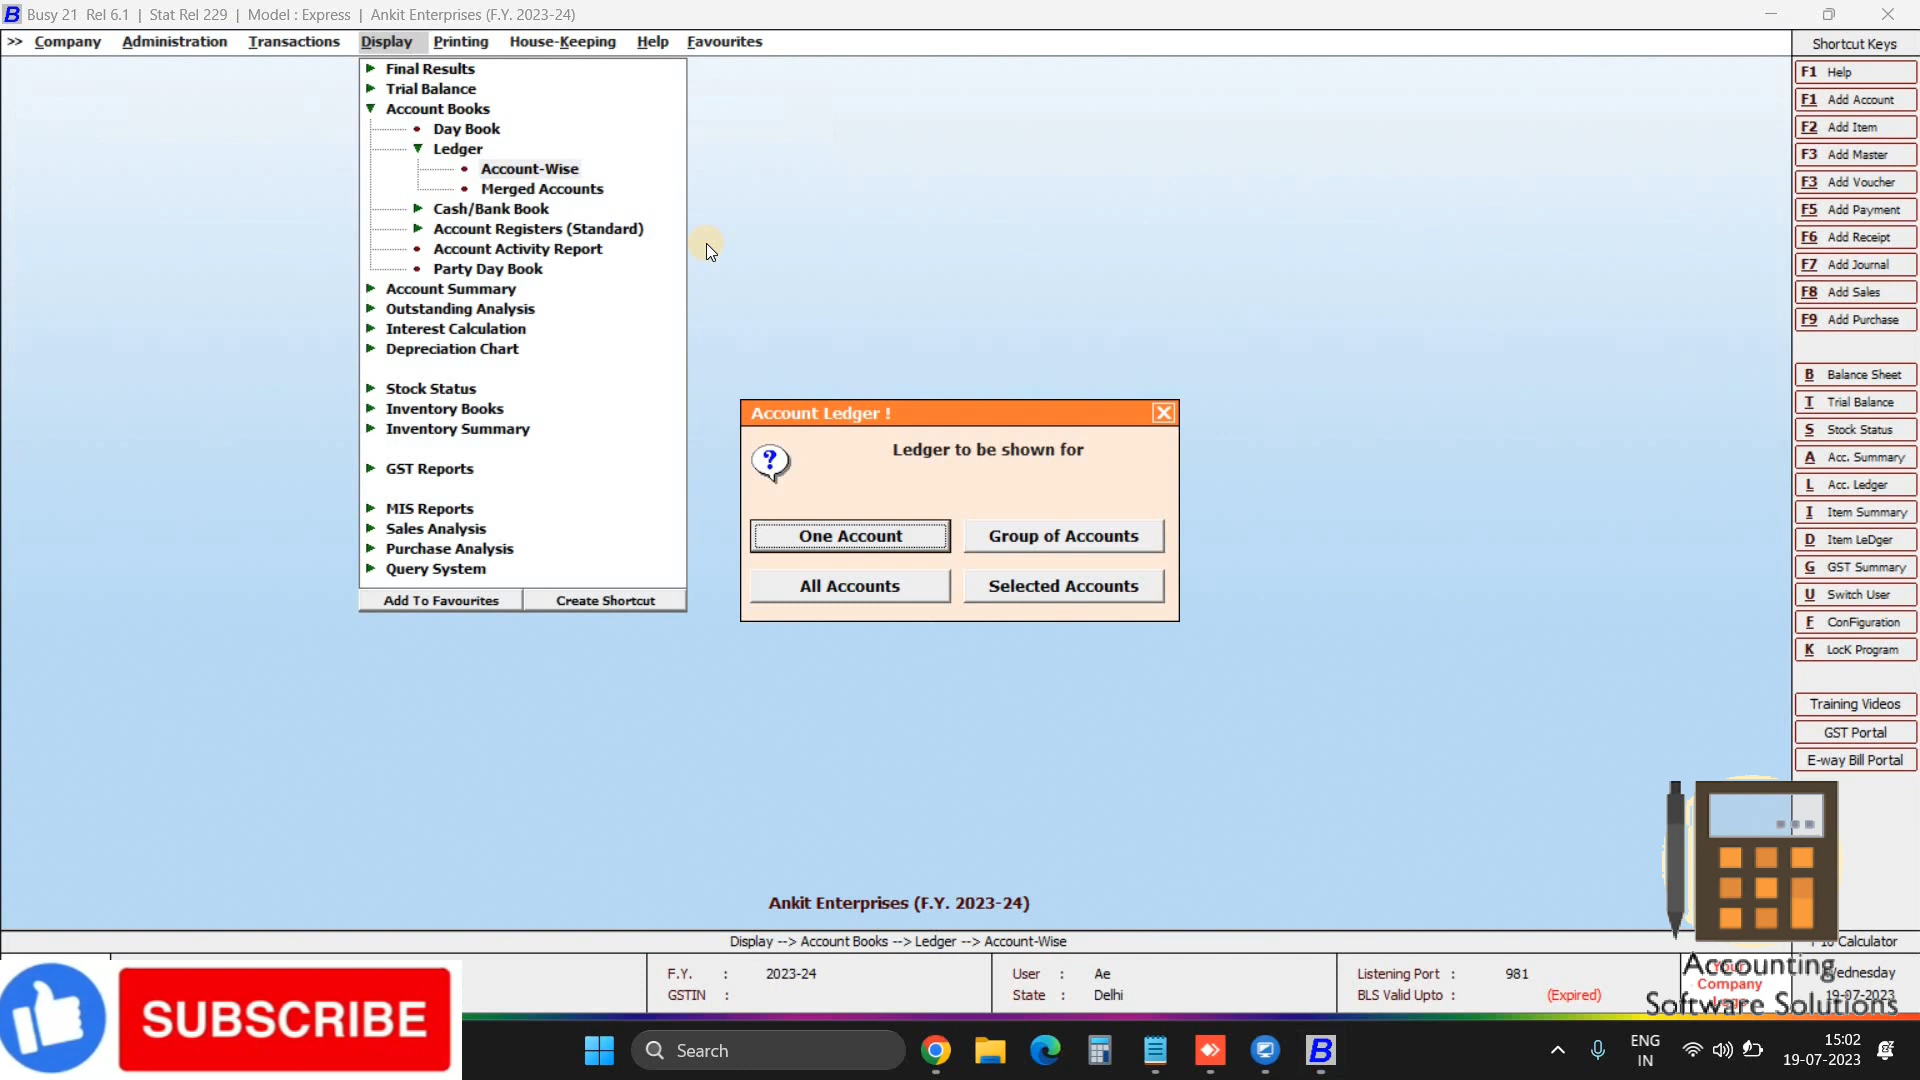 Busy 21 Rel 6.1 | Stat Rel 229 | Model : Express | Ankit Enterprises (F.Y. 2023-24)
>> Company Administration Transactions Display Printing House-Keeping Help Favourites
Final Results
Trial Balance
Account Books
Day Book
Ledger
Account-Wise
Merged Accounts
Cash/Bank Book
Account Registers (Standard)
Account Activity Report
Party Day Book
Account Summary
Outstanding Analysis
Interest Calculation
Depreciation Chart
Stock Status
Inventory Books
Inventory Summary
GST Reports
MIS Reports
Sales Analysis
Purchase Analysis
Query System
Add To Favourites Create Shortcut
Account Ledger !
?
Ledger to be shown for
One Account Group of Accounts
All Accounts Selected Accounts
Shortcut Keys
F1 Help
F1 Add Account
F2 Add Item
F3 Add Master
F3 Add Voucher
F5 Add Payment
F6 Add Receipt
F7 Add Journal
F8 Add Sales
F9 Add Purchase
B Balance Sheet
T Trial Balance
S Stock Status
A Acc. Summary
L Acc. Ledger
I Item Summary
D Item LeDger
G GST Summary
U Switch User
F ConFiguration
K LocK Program
Training Videos
GST Portal
E-way Bill Portal
Calculator
Ankit Enterprises (F.Y. 2023-24)
Display --> Account Books --> Ledger --> Account-Wise
F.Y. : 2023-24
GSTIN :
User : Ae
State : Delhi
Listening Port : 981
BLS Valid Upto : (Expired)
Your
Company
Accounting
Software Solutions
19-07-2023
SUBSCRIBE
Search
ENG
IN
15:02
19-07-2023